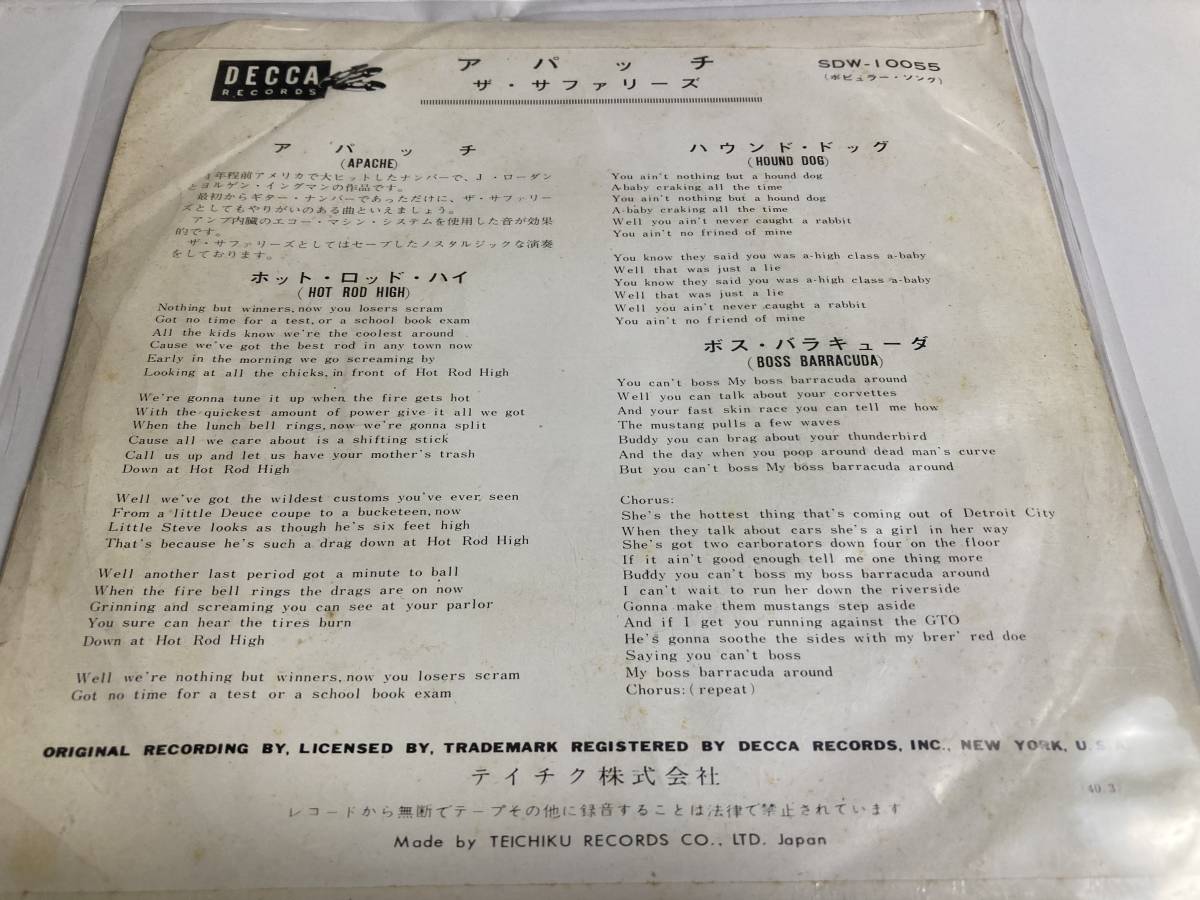 DECCA
RECORDS
アパッチ
ザ・サファリーズ
SDW-10055
(ポピュラー・ソング)
アパッチ
(APACHE)
4年程前アメリカで大ヒットしたナンバーで、J・ローダン
とヨルゲン・イングマンの作品です。
最初からギター・ナンバーであっただけに、ザ・サファリー
ズとしてもやりがいのある曲といえましょう。
アンプ内臓のエコー・マシン・システムを使用した音が効果
的です。
ザ・サファリーズとしてはセーブしたノスタルジックな演奏
をしております。
ホット・ロッド・ハイ
(HOT ROD HIGH)
Nothing but winners, now you losers scram
Got no time for a test, or a school book exam
All the kids know we're the coolest around
Cause we've got the best rod in any town now
Early in the morning we go screaming by
Looking at all the chicks, in front of Hot Rod High
We're gonna tune it up when the fire gets hot
With the quickest amount of power give it all we got
When the lunch bell rings, now we're gonna split
Cause all we care about is a shifting stick
Call us up and let us have your mother's trash
Down at Hot Rod High
Well we've got the wildest customs you've ever seen
From a little Deuce coupe to a bucketeen, now
Little Steve looks as though he's six feet high
That's because he's such a drag down at Hot Rod High
Well another last period got a minute to ball
When the fire bell rings the drags are on now
Grinning and screaming you can see at your parlor
You sure can hear the tires burn
Down at Hot Rod High
Well we're nothing but winners, now you losers scram
Got no time for a test or a school book exam
ハウンド・ドッグ
(HOUND DOG)
You ain't nothing but a hound dog
A-baby craking all the time
You ain't nothing but a hound dog
A-baby craking all the time
Well you ain't never caught a rabbit
You ain't no frined of mine
You know they said you was a-high class a-baby
Well that was just a lie
You know they said you was a-high class a-baby
Well that was just a lie
Well you ain't never caught a rabbit
You ain't no friend of mine
ボス・バラキューダ
(BOSS BARRACUDA)
You can't boss My boss barracuda around
Well you can talk about your corvettes
And your fast skin race you can tell me how
The mustang pulls a few waves
Buddy you can brag about your thunderbird
And the day when you poop around dead man's curve
But you can't boss My boss barracuda around
Chorus:
She's the hottest thing that's coming out of Detroit City
When they talk about cars she's a girl in her way
She's got two carborators down four on the floor
If it ain't good enough tell me one thing more
Buddy you can't boss my boss barracuda around
I can't wait to run her down the riverside
Gonna make them mustangs step aside
And if I get you running against the GTO
He's gonna soothe the sides with my brer' red doe
Saying you can't boss
My boss barracuda around
Chorus: (repeat)
ORIGINAL RECORDING BY, LICENSED BY, TRADEMARK REGISTERED BY DECCA RECORDS, INC., NEW YORK, U.S.A.
テイチク株式会社
(40.3
レコードから無断でテープその他に録音することは法律で禁止されています
Made by TEICHIKU RECORDS CO., LTD. Japan